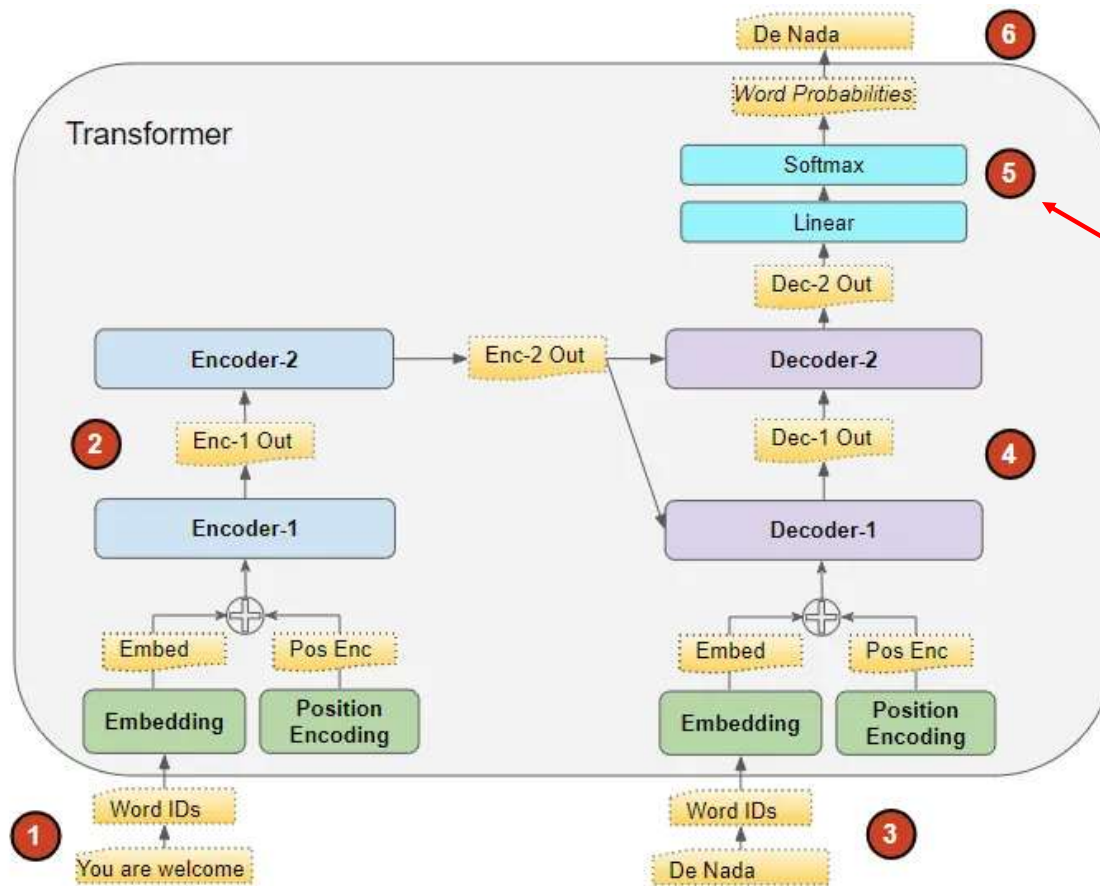 De Nada
6
Word Probabilities
Transformer
Softmax
5
Linear
Dec-2 Out
Encoder-2
Enc-2 Out
Decoder-2
2
Enc-1 Out
Dec-1 Out
4
Encoder-1
Decoder-1
Embed
Pos Enc
Embed
Pos Enc
Embedding
Position
Encoding
Embedding
Position
Encoding
1
Word IDs
Word IDs
3
You are welcome
De Nada